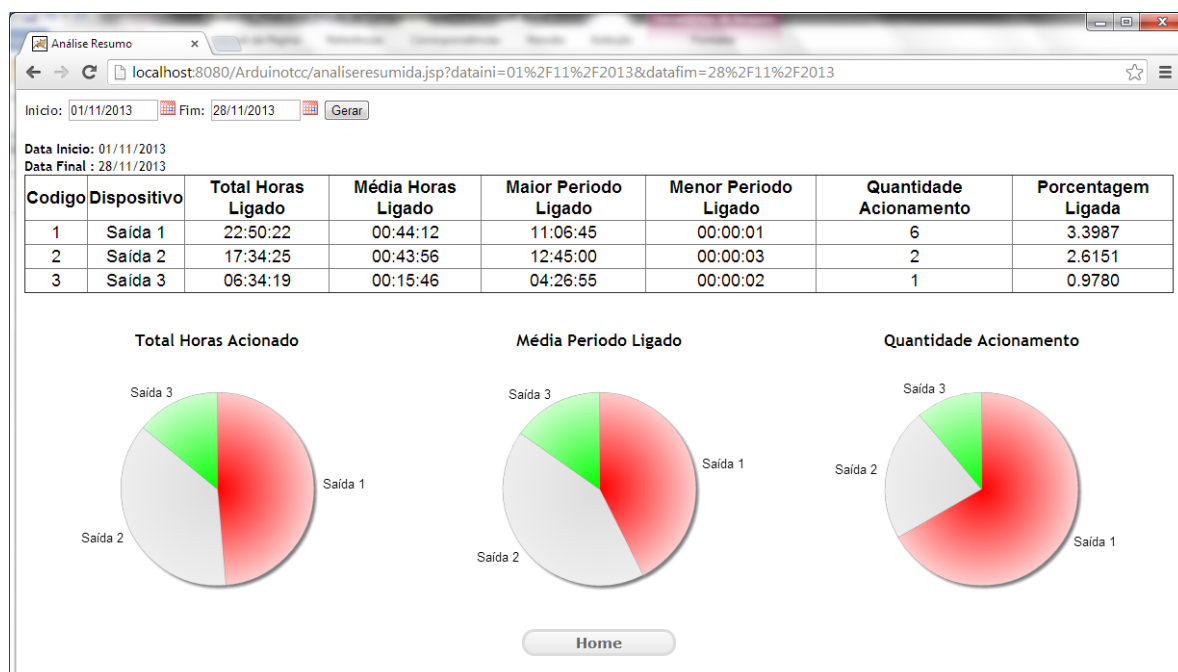 Análise Resumo
localhost:8080/Arduinotcc/analiseresumida.jsp?dataini=01%2F11%2F2013&datafim=28%2F11%2F2013
Inicio: 01/11/2013 Fim: 28/11/2013 Gerar
Data Inicio: 01/11/2013
Data Final : 28/11/2013
Codigo Dispositivo Total Horas Ligado Média Horas Ligado Maior Periodo Ligado Menor Periodo Ligado Quantidade Acionamento Porcentagem Ligada
1 Saída 1 22:50:22 00:44:12 11:06:45 00:00:01 6 3.3987
2 Saída 2 17:34:25 00:43:56 12:45:00 00:00:03 2 2.6151
3 Saída 3 06:34:19 00:15:46 04:26:55 00:00:02 1 0.9780
Total Horas Acionado
Saída 3
Saída 1
Saída 2
Média Periodo Ligado
Saída 3
Saída 1
Saída 2
Quantidade Acionamento
Saída 3
Saída 2
Saída 1
Home